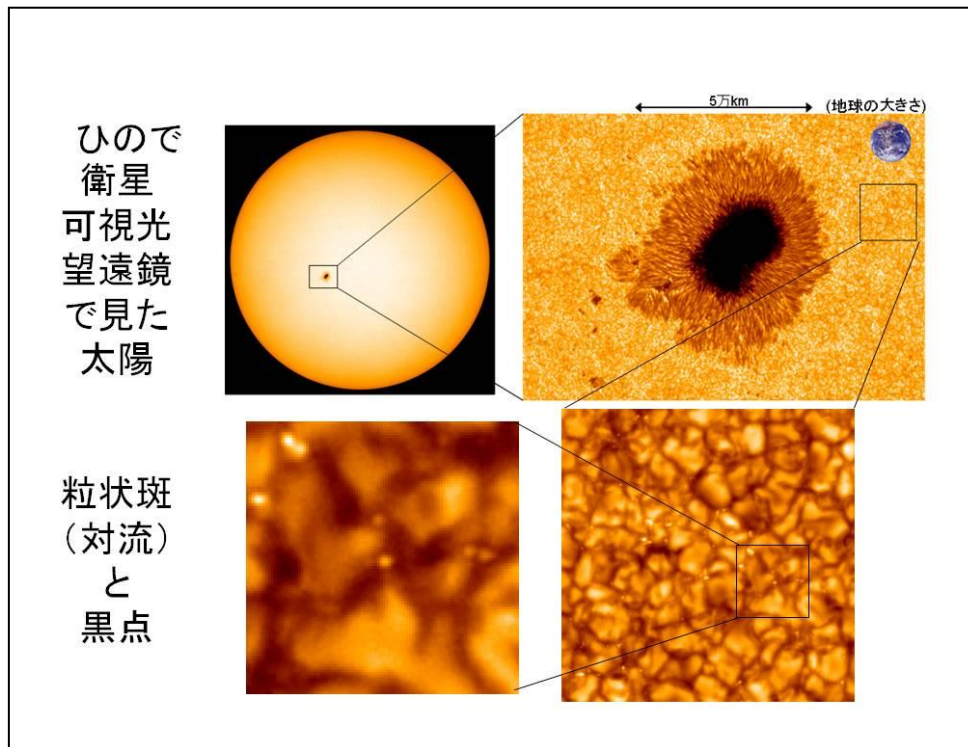 ひので
衛星
可視光
望遠鏡
で見た
太陽
5万km
(地球の大きさ)
粒状斑
（対流）
と
黒点